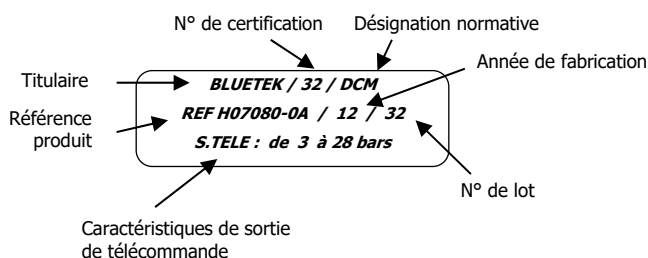 N° de certification
Désignation normative
Année de fabrication
Titulaire
BLUETEK / 32 / DCM
Référence
produit
REF H07080-0A / 12 / 32
S.TELE : de 3 à 28 bars
N° de lot
Caractéristiques de sortie
de télécommande